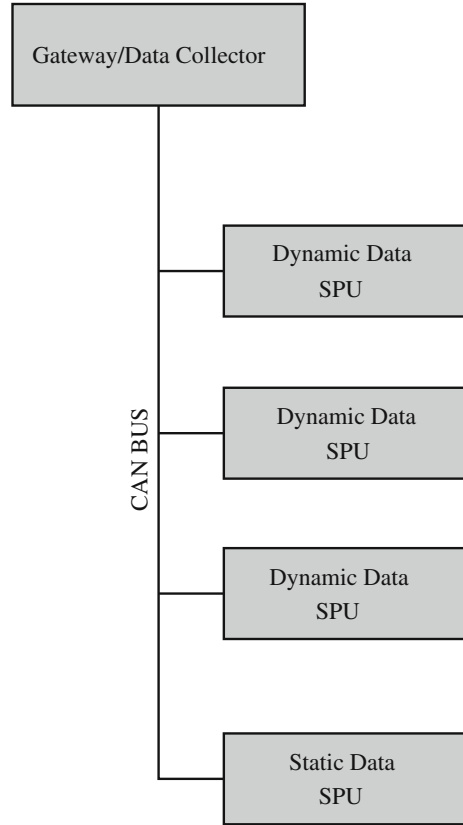 Gateway/Data Collector
Dynamic Data
SPU
Dynamic Data
SPU
CAN BUS
Dynamic Data
SPU
Static Data
SPU